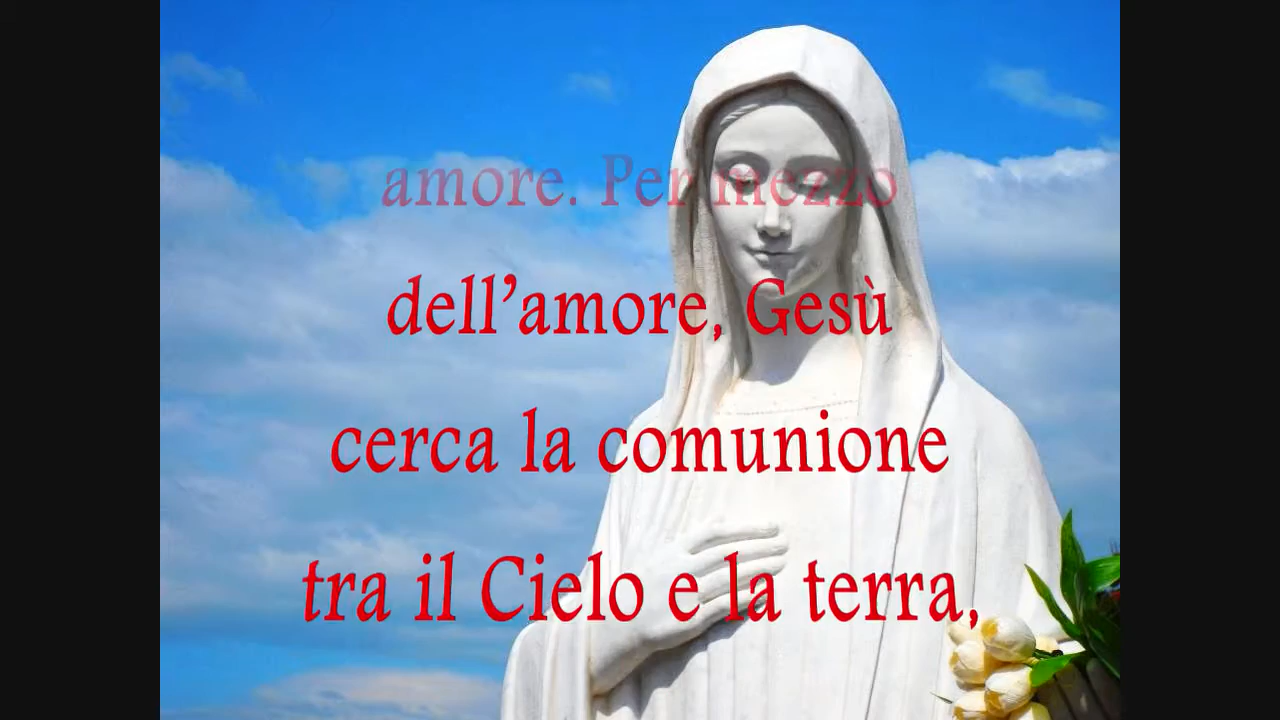 amore. Per mezzo
dell’amore, Gesù
cerca la comunione
tra il Cielo e la terra,